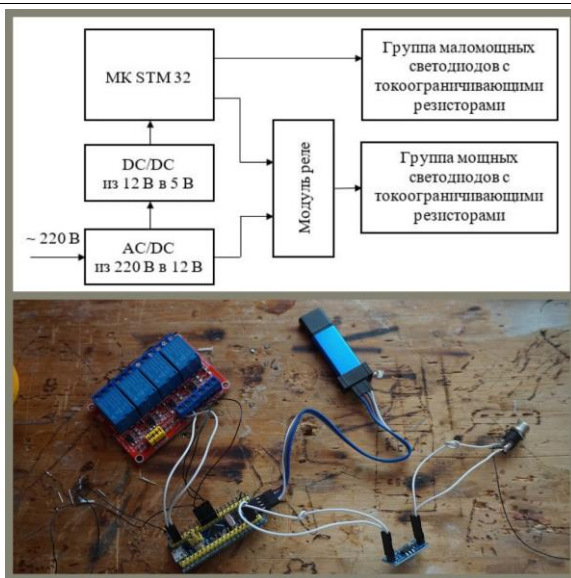 МК STM 32
Группа маломощных
светодиодов с
токоограничивающими
резисторами
DC/DC
из 12 В в 5 В
Модуль реле
Группа мощных
светодиодов с
токоограничивающими
резисторами
~ 220 В
AC/DC
из 220 В в 12 В